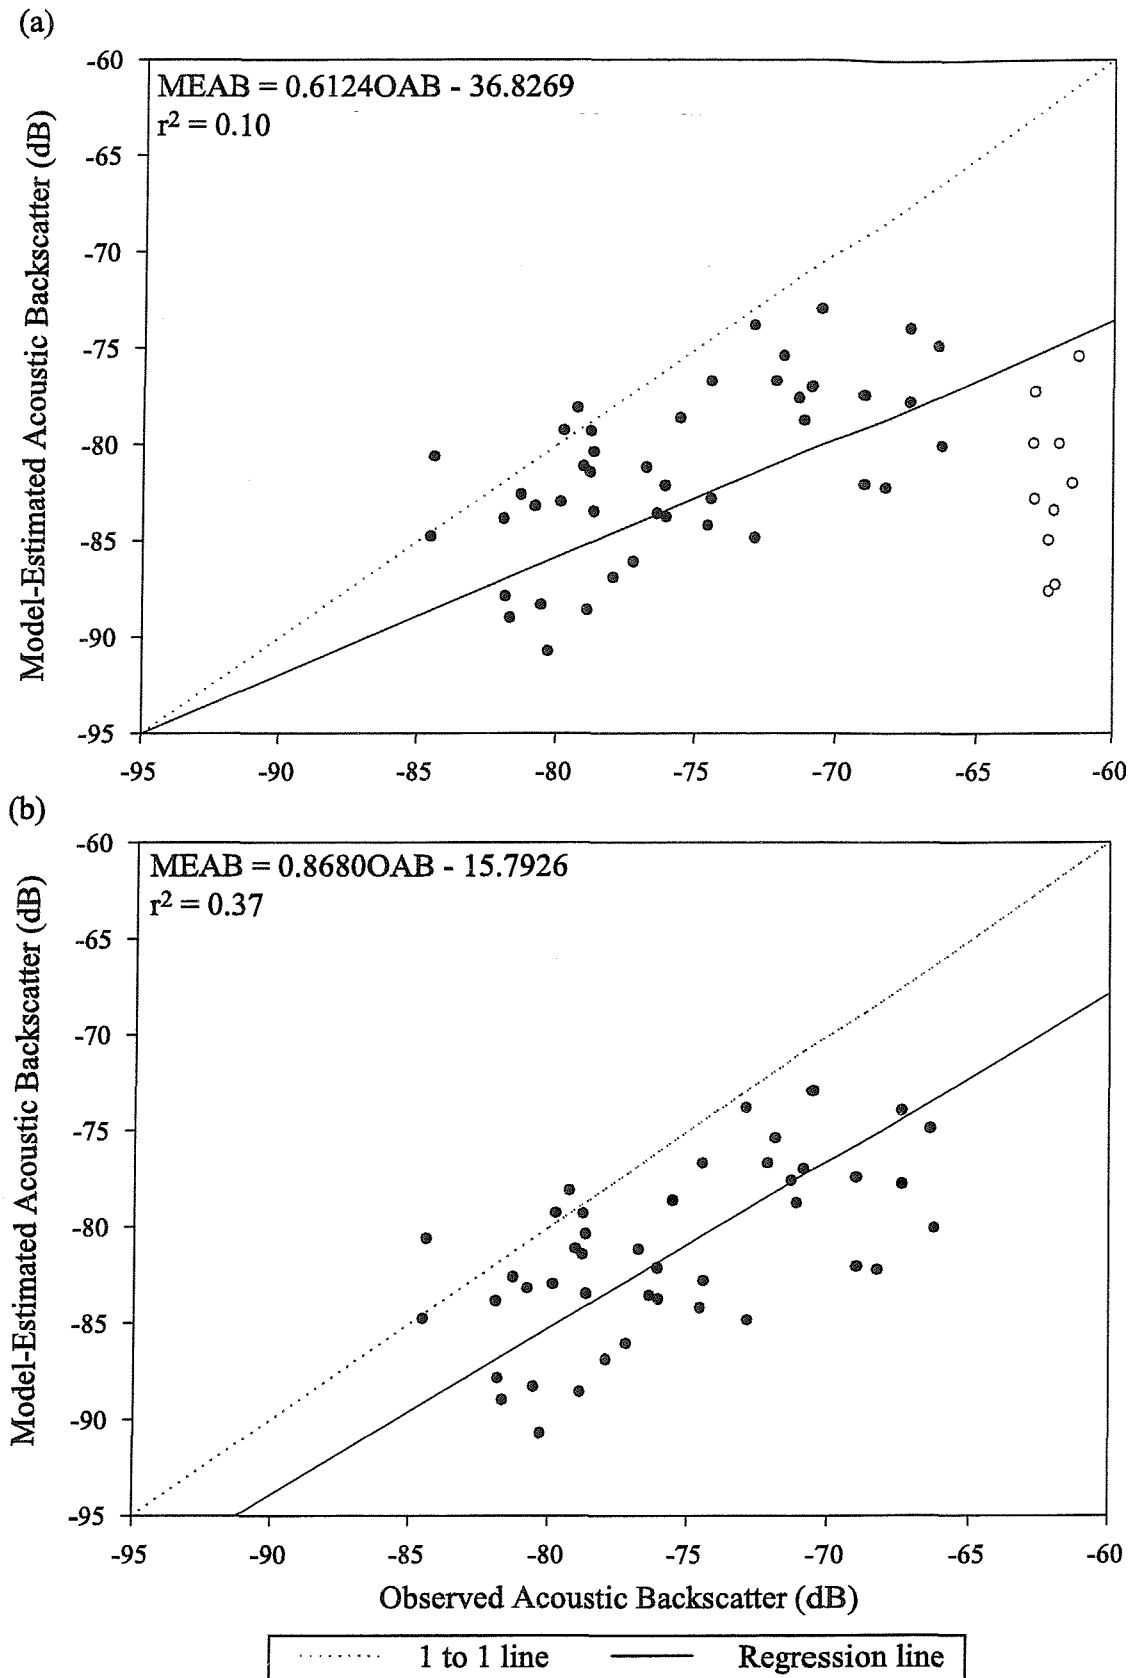 (a)
MEAB = 0.6124OAB - 36.8269
r² = 0.10
Model-Estimated Acoustic Backscatter (dB)
-60
-65
-70
-75
-80
-85
-90
-95
-95 -90 -85 -80 -75 -70 -65 -60
(b)
MEAB = 0.8680OAB - 15.7926
r² = 0.37
Model-Estimated Acoustic Backscatter (dB)
-60
-65
-70
-75
-80
-85
-90
-95
-95 -90 -85 -80 -75 -70 -65 -60
Observed Acoustic Backscatter (dB)
1 to 1 line Regression line